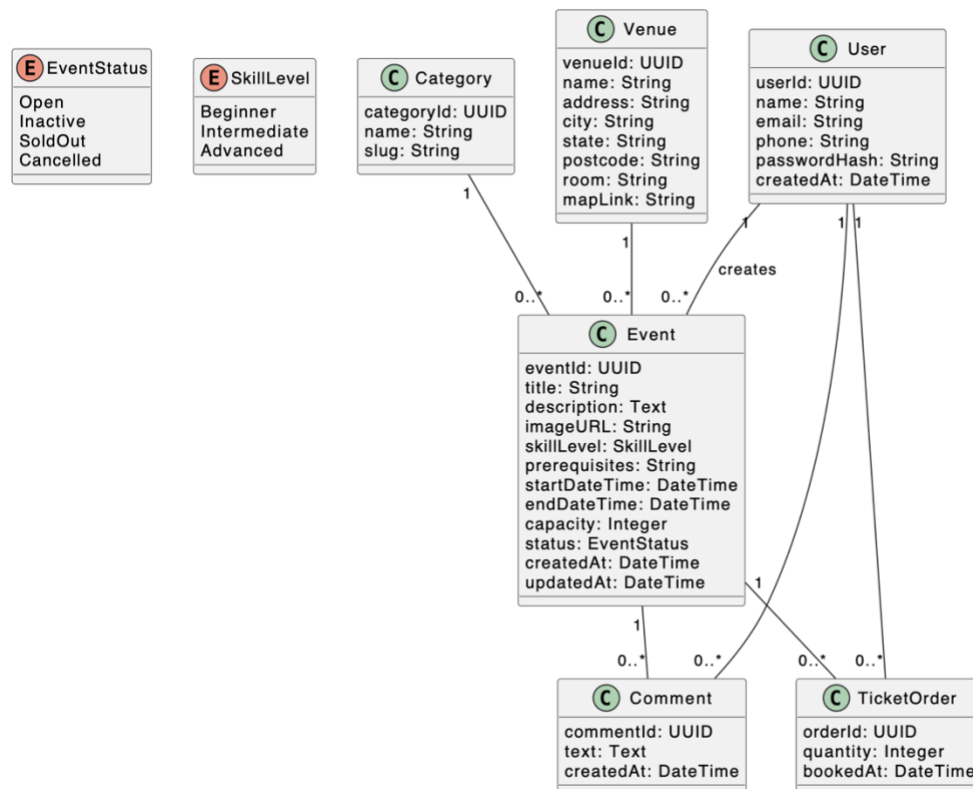 E EventStatus
Open
Inactive
SoldOut
Cancelled
E SkillLevel
Beginner
Intermediate
Advanced
C Category
categoryId: UUID
name: String
slug: String
C Venue
venueId: UUID
name: String
address: String
city: String
state: String
postcode: String
room: String
mapLink: String
C User
userId: UUID
name: String
email: String
phone: String
passwordHash: String
createdAt: DateTime
1
1
1
1
1
creates
0..*
0..*
0..*
C Event
eventId: UUID
title: String
description: Text
imageURL: String
skillLevel: SkillLevel
prerequisites: String
startDateTime: DateTime
endDateTime: DateTime
capacity: Integer
status: EventStatus
createdAt: DateTime
updatedAt: DateTime
1
1
0..*
0..*
0..*
0..*
C Comment
commentId: UUID
text: Text
createdAt: DateTime
C TicketOrder
orderId: UUID
quantity: Integer
bookedAt: DateTime